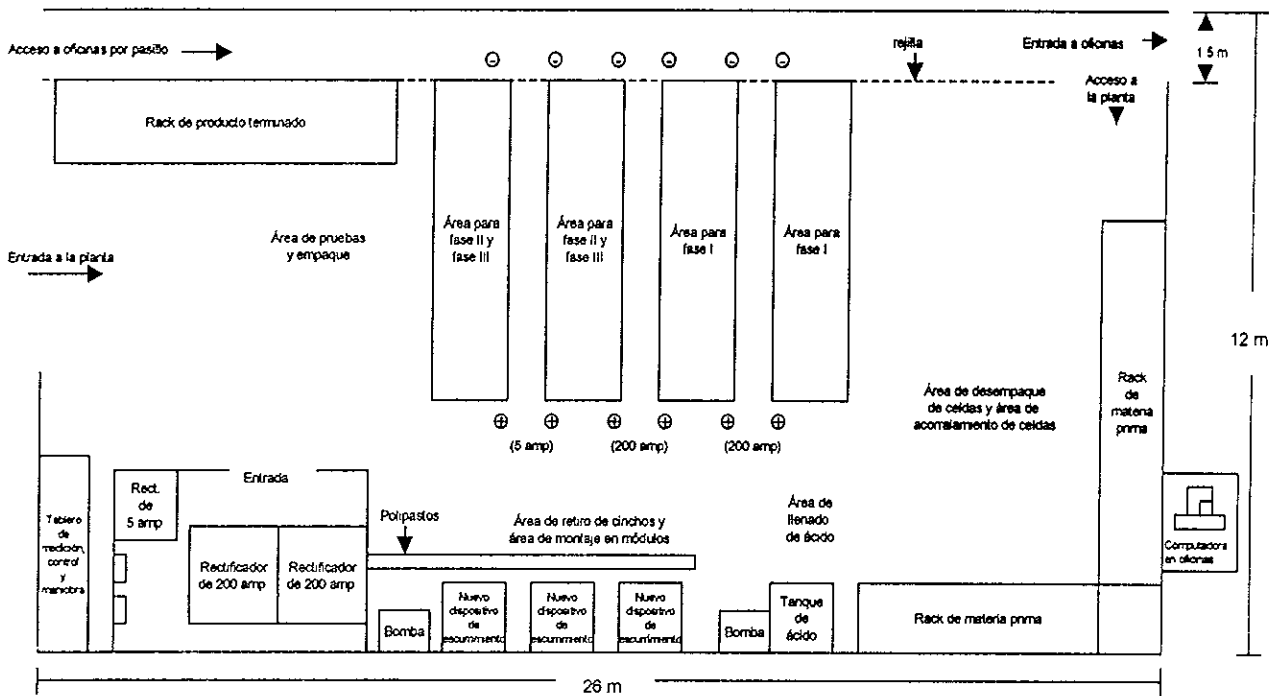 Acceso a oficinas por pasillo
rejilla
Entrada a oficinas
1.5 m
Acceso a
la planta
Rack de producto terminado
Área para
fase II y
fase III
Área para
fase II y
fase III
Área para
fase I
Área para
fase I
Área de pruebas
y empaque
Entrada a la planta
12 m
Rack
de
materia
prima
Área de desempaque
de celdas y área de
acorralamiento de celdas
(5 amp)
(200 amp)
(200 amp)
Tablero
de
medición,
control
y
maniobra
Rect.
de
5 amp
Entrada
Rectificador
de 200 amp
Rectificador
de 200 amp
Polipastos
Área de retiro de cinchos y
área de montaje en módulos
Área de
llenado
de ácido
Computadora
en oficinas
Bomba
Nuevo
dispositivo
de
escurrimiento
Nuevo
dispositivo
de
escurrimiento
Nuevo
dispositivo
de
escurrimiento
Bomba
Tanque
de
ácido
Rack de materia prima
26 m